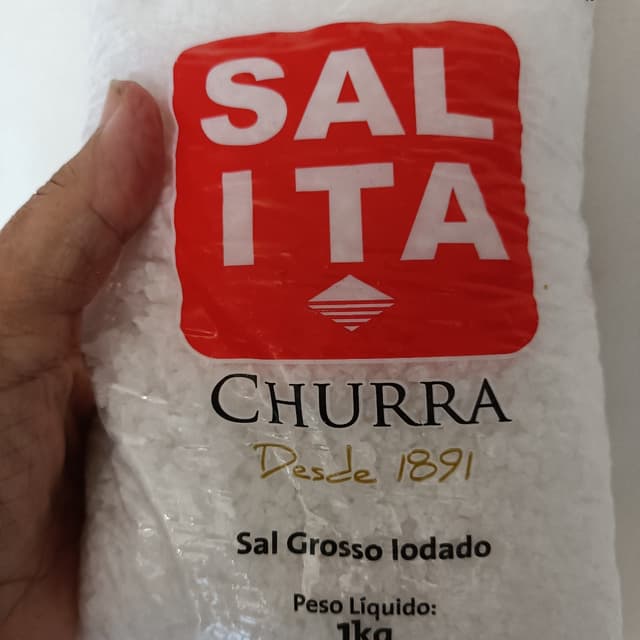 SAL
ITA
CHURRA
Desde 1891
Sal Grosso Iodado
Peso Líquido:
1kg